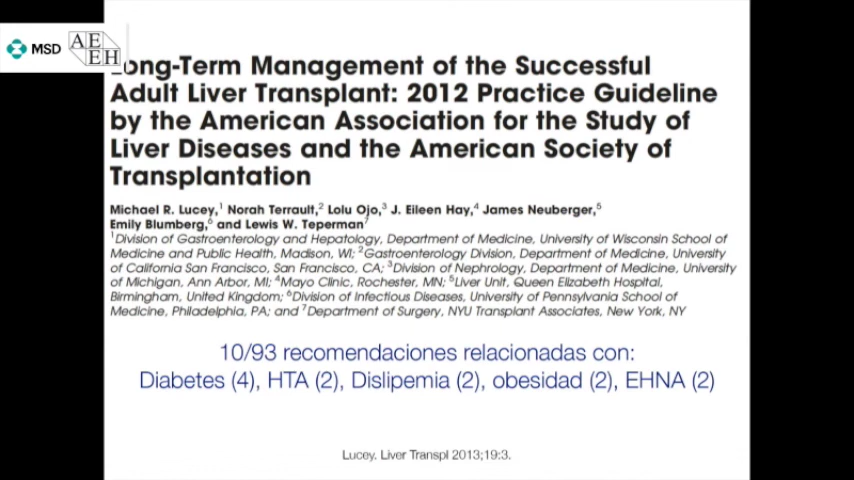 MSD
AE
EH
Long-Term Management of the Successful
Adult Liver Transplant: 2012 Practice Guideline
by the American Association for the Study of
Liver Diseases and the American Society of
Transplantation
Michael R. Lucey,1 Norah Terrault,2 Lolu Ojo,3 J. Eileen Hay,4 James Neuberger,5
Emily Blumberg,6 and Lewis W. Teperman7
1Division of Gastroenterology and Hepatology, Department of Medicine, University of Wisconsin School of
Medicine and Public Health, Madison, WI; 2Gastroenterology Division, Department of Medicine, University
of California San Francisco, San Francisco, CA; 3Division of Nephrology, Department of Medicine, University
of Michigan, Ann Arbor, MI; 4Mayo Clinic, Rochester, MN; 5Liver Unit, Queen Elizabeth Hospital,
Birmingham, United Kingdom; 6Division of Infectious Diseases, University of Pennsylvania School of
Medicine, Philadelphia, PA; and 7Department of Surgery, NYU Transplant Associates, New York, NY
10/93 recomendaciones relacionadas con:
Diabetes (4), HTA (2), Dislipemia (2), obesidad (2), EHNA (2)
Lucey. Liver Transpl 2013;19:3.